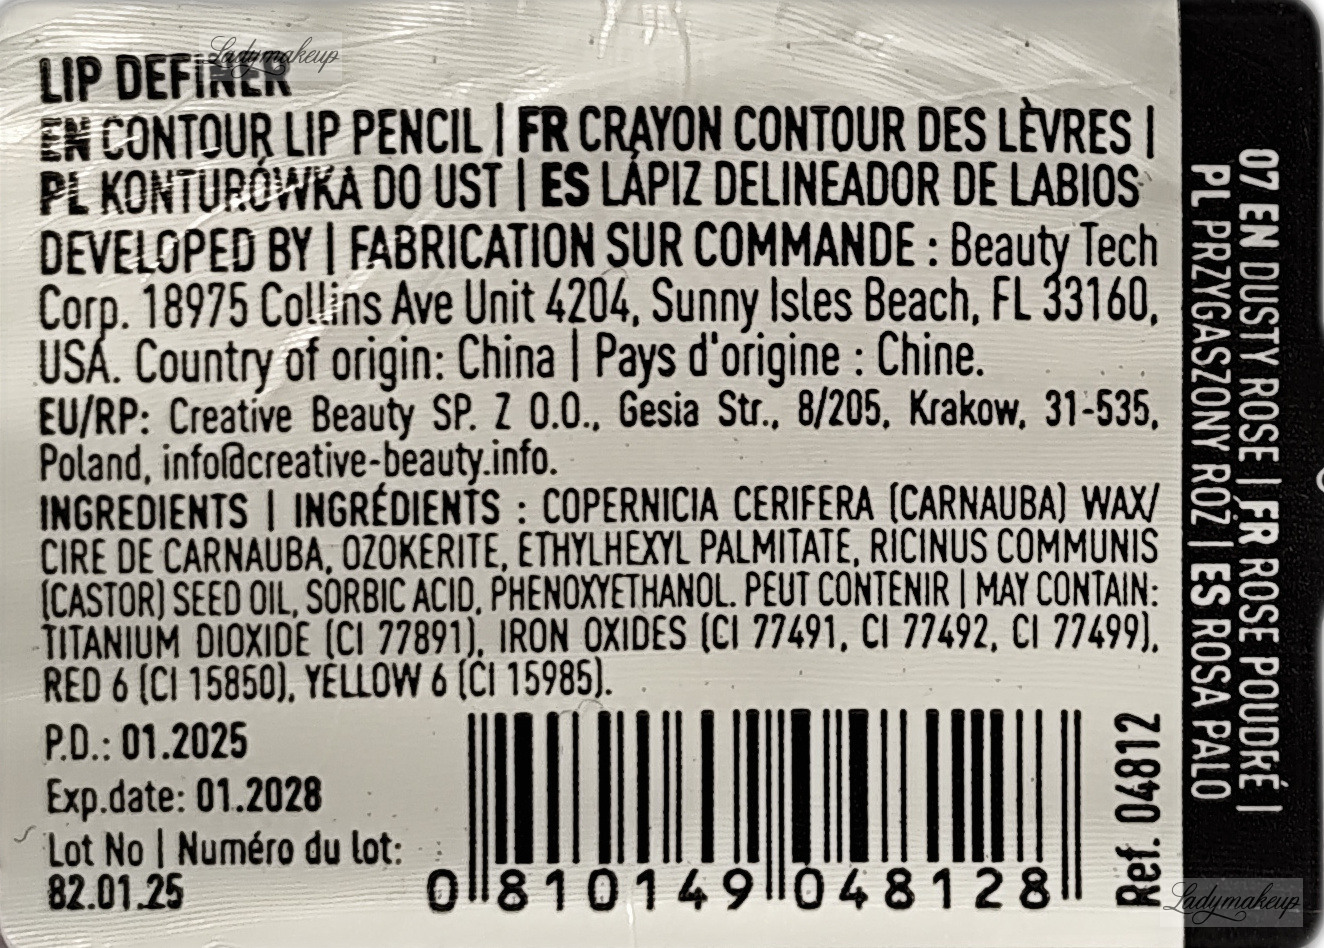 LIP DEFINER
EN CONTOUR LIP PENCIL | FR CRAYON CONTOUR DES LÈVRES |
PL KONTURÓWKA DO UST | ES LÁPIZ DELINEADOR DE LABIOS
DEVELOPED BY | FABRICATION SUR COMMANDE : Beauty Tech
Corp. 18975 Collins Ave Unit 4204, Sunny Isles Beach, FL 33160,
USA. Country of origin: China | Pays d'origine : Chine.
EU/RP: Creative Beauty SP. Z O.O., Gesia Str., 8/205, Krakow, 31-535,
Poland, info@creative-beauty.info.
INGREDIENTS | INGRÉDIENTS : COPERNICIA CERIFERA (CARNAUBA) WAX/
CIRE DE CARNAUBA, OZOKERITE, ETHYLHEXYL PALMITATE, RICINUS COMMUNIS
(CASTOR) SEED OIL, SORBIC ACID, PHENOXYETHANOL. PEUT CONTENIR | MAY CONTAIN:
TITANIUM DIOXIDE (CI 77891), IRON OXIDES (CI 77491, CI 77492, CI 77499),
RED 6 (CI 15850), YELLOW 6 (CI 15985).
P.D.: 01.2025
Exp.date: 01.2028
Lot No | Numéro du lot:
82.01.25
0 810149 048128
Ref. 04812
07 EN DUSTY ROSE | FR ROSE POUDRÉ |
PL PRZYGASZONY RÓŻ | ES ROSA PALO
Ladymakeup
Ladymakeup